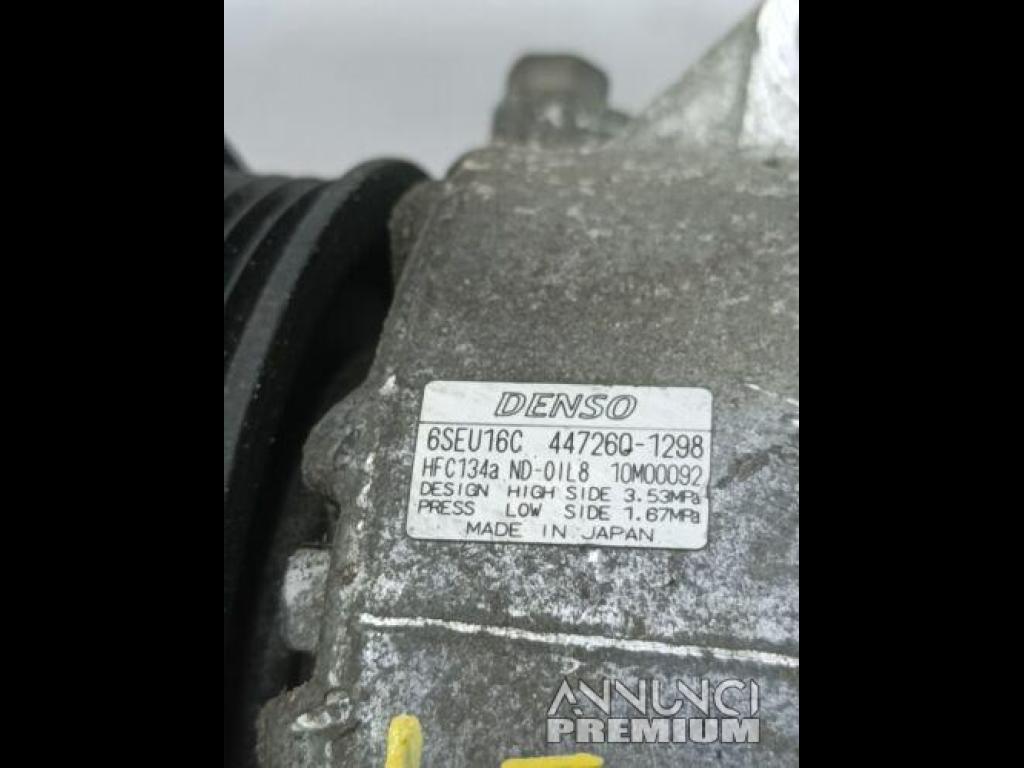 DENSO
6SEU16C 447260-1298
HFC134a ND-OIL8 10M00092
DESIGN HIGH SIDE 3.53MPa
PRESS LOW SIDE 1.67MPa
MADE IN JAPAN
ANNUNCI
PREMIUM